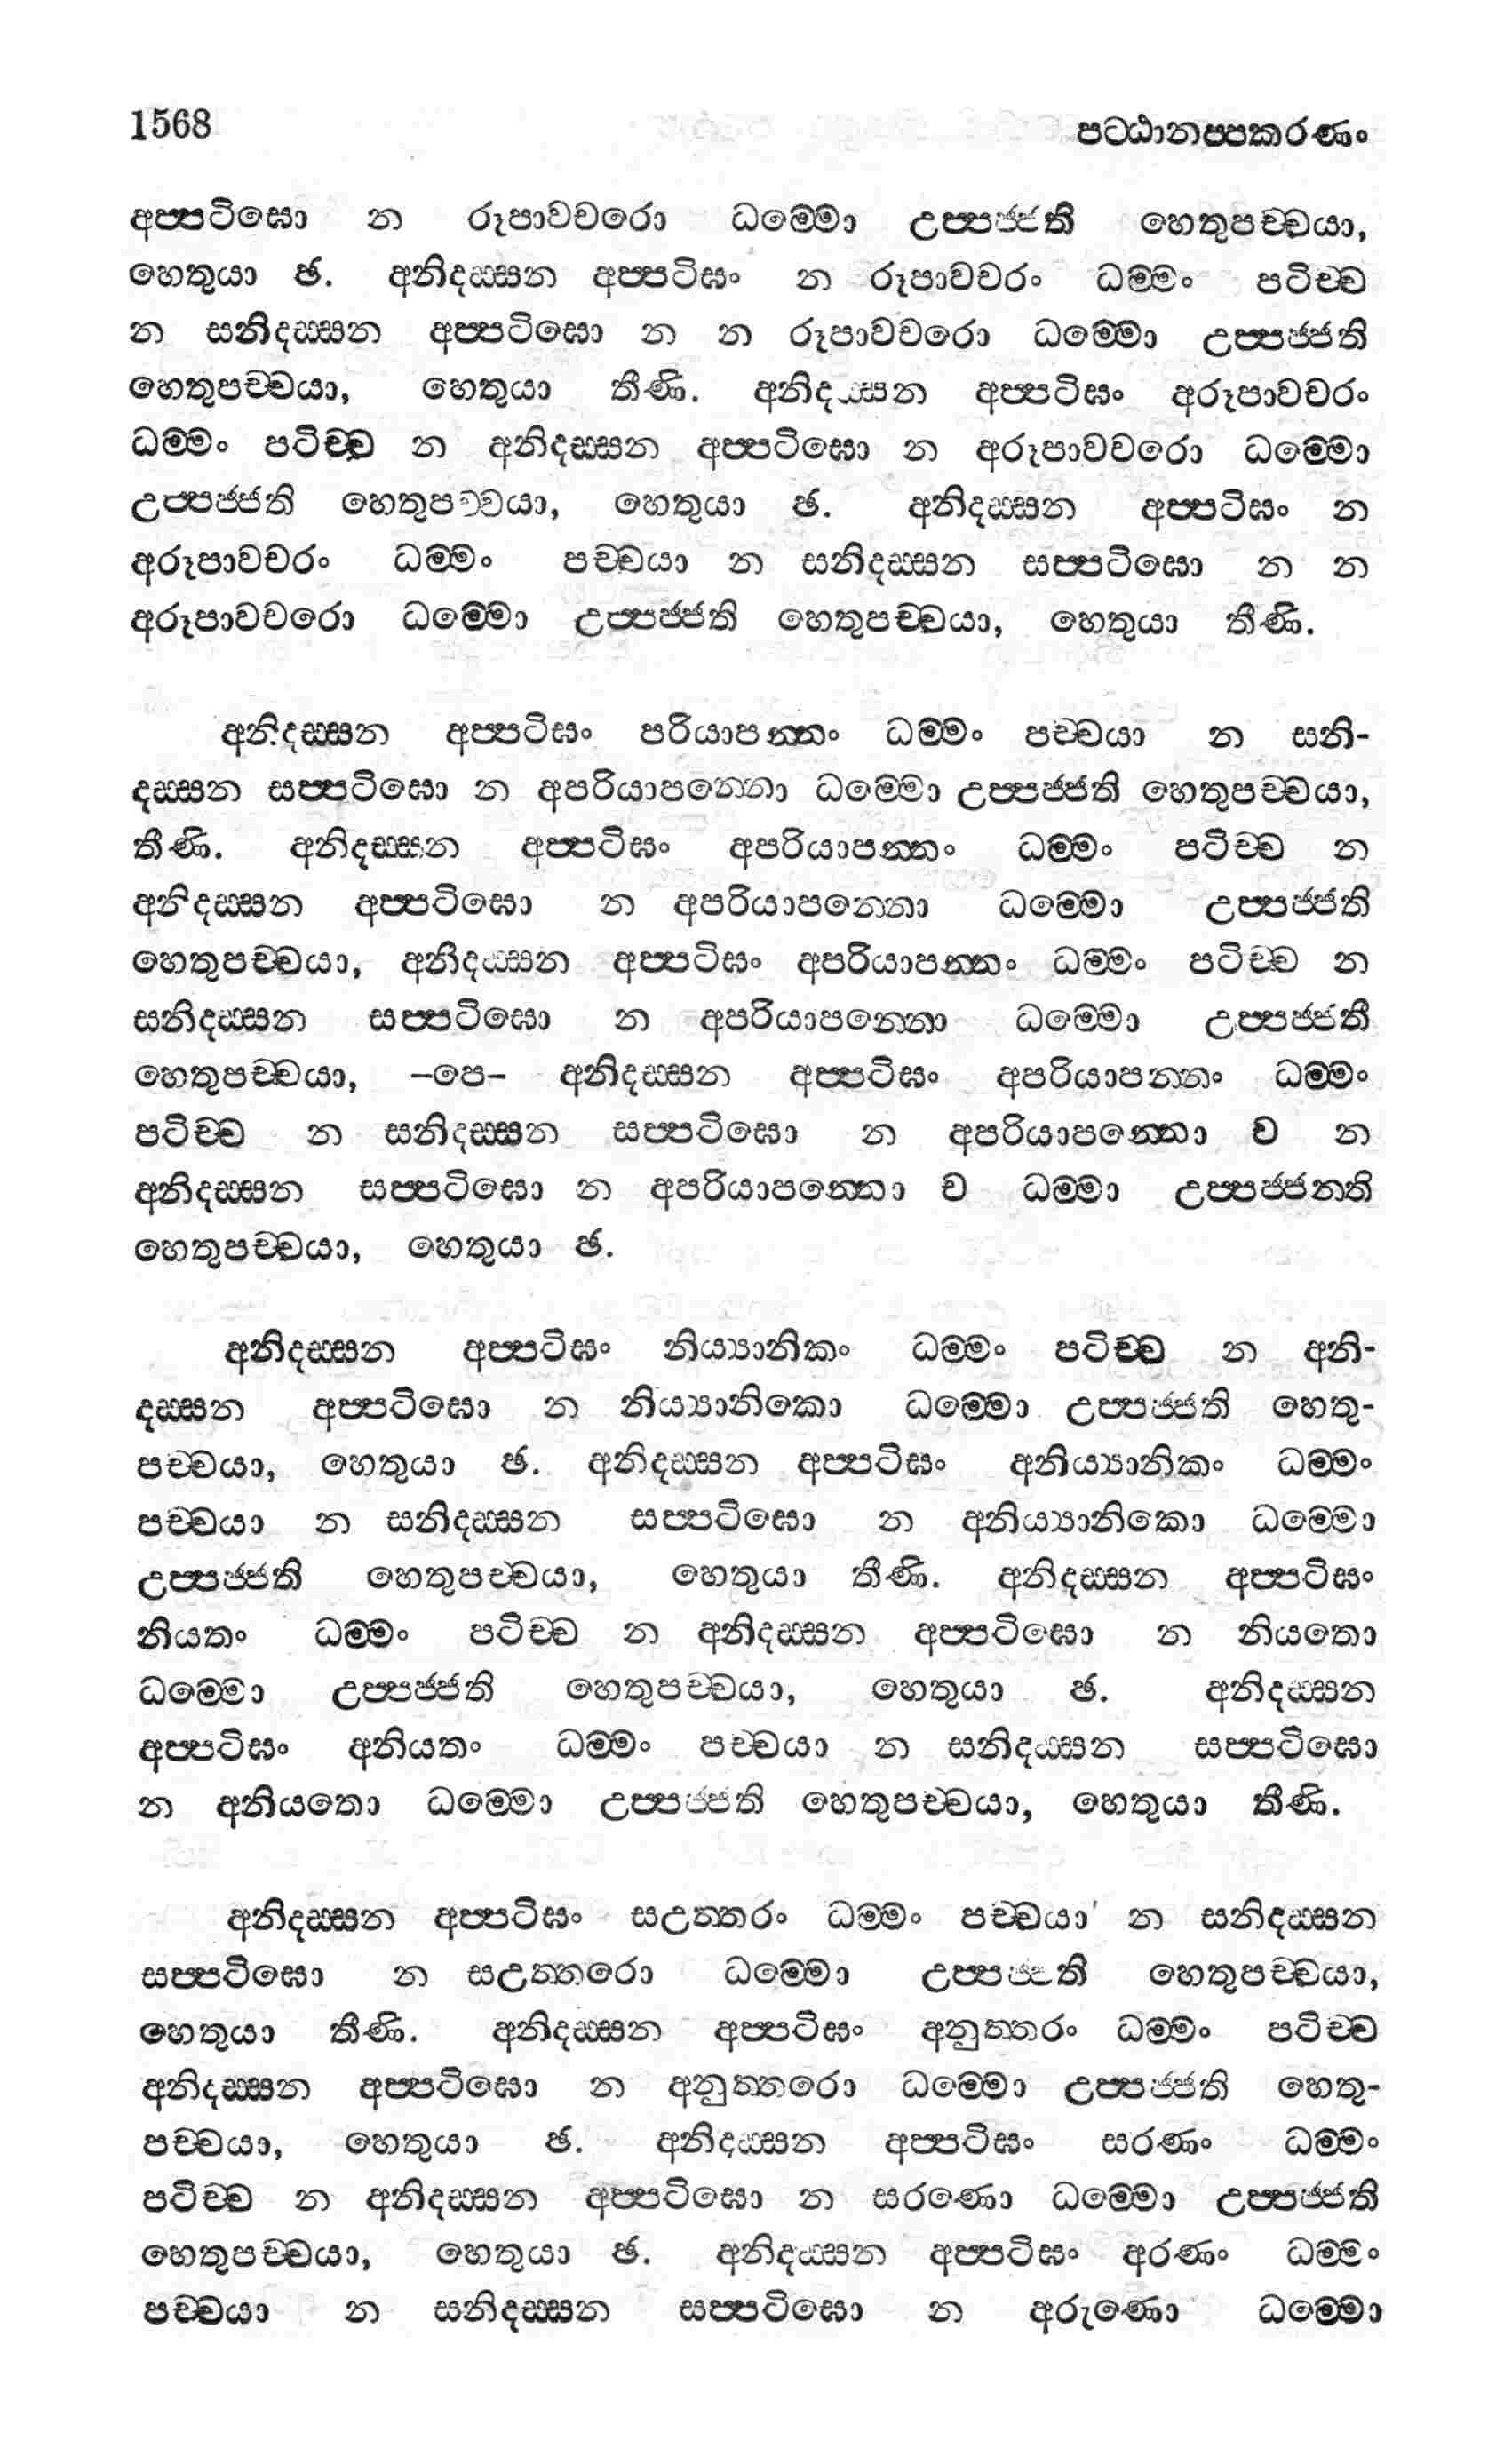 1568
පට්ඨානප්පකරණං
අප්පටිඝො න රූපාවචරො ධම්මො උප්පජ්ජති හෙතුපච්චයා,
හෙතුයා ඡ. අනිදස්සන අප්පටිඝං න රූපාවචරං ධම්මං පටිච්ච
න සනිදස්සන අප්පටිඝො න න රූපාවචරො ධම්මො උප්පජ්ජති
හෙතුපච්චයා, හෙතුයා තීණි. අනිදස්සන අප්පටිඝං අරූපාවචරං
ධම්මං පටිච්ච න අනිදස්සන අප්පටිඝො න අරූපාවචරො ධම්මො
උප්පජ්ජති හෙතුපච්චයා, හෙතුයා ඡ. අනිදස්සන අප්පටිඝං න
අරූපාවචරං ධම්මං පච්චයා න සනිදස්සන සප්පටිඝො න න
අරූපාවචරො ධම්මො උප්පජ්ජති හෙතුපච්චයා, හෙතුයා තීණි.
අනිදස්සන අප්පටිඝං පරියාපන්නං ධම්මං පච්චයා න සනි-
දස්සන සප්පටිඝො න අපරියාපන්නො ධම්මො උප්පජ්ජති හෙතුපච්චයා,
තීණි. අනිදස්සන අප්පටිඝං අපරියාපන්නං ධම්මං පටිච්ච න
අනිදස්සන අප්පටිඝො න අපරියාපන්නො ධම්මො උප්පජ්ජති
හෙතුපච්චයා, අනිදස්සන අප්පටිඝං අපරියාපන්නං ධම්මං පටිච්ච න
සනිදස්සන සප්පටිඝො න අපරියාපන්නො ධම්මො උප්පජ්ජති
හෙතුපච්චයා, –පෙ– අනිදස්සන අප්පටිඝං අපරියාපන්නං ධම්මං
පටිච්ච න සනිදස්සන සප්පටිඝො න අපරියාපන්නො ච න
අනිදස්සන සප්පටිඝො න අපරියාපන්නො ච ධම්මා උප්පජ්ජන්ති
හෙතුපච්චයා, හෙතුයා ඡ.
අනිදස්සන අප්පටිඝං නිය්‍යානිකං ධම්මං පටිච්ච න අනි-
දස්සන අප්පටිඝො න නිය්‍යානිකො ධම්මො උප්පජ්ජති හෙතු-
පච්චයා, හෙතුයා ඡ. අනිදස්සන අප්පටිඝං අනිය්‍යානිකං ධම්මං
පච්චයා න සනිදස්සන සප්පටිඝො න අනිය්‍යානිකො ධම්මො
උප්පජ්ජති හෙතුපච්චයා, හෙතුයා තීණි. අනිදස්සන අප්පටිඝං
නියතං ධම්මං පටිච්ච න අනිදස්සන අප්පටිඝො න නියතො
ධම්මො උප්පජ්ජති හෙතුපච්චයා, හෙතුයා ඡ. අනිදස්සන
අප්පටිඝං අනියතං ධම්මං පච්චයා න සනිදස්සන සප්පටිඝො
න අනියතො ධම්මො උප්පජ්ජති හෙතුපච්චයා, හෙතුයා තීණි.
අනිදස්සන අප්පටිඝං සඋත්තරං ධම්මං පච්චයා න සනිදස්සන
සප්පටිඝො න සඋත්තරො ධම්මො උප්පජ්ජති හෙතුපච්චයා,
හෙතුයා තීණි. අනිදස්සන අප්පටිඝං අනුත්තරං ධම්මං පටිච්ච
අනිදස්සන අප්පටිඝො න අනුත්තරො ධම්මො උප්පජ්ජති හෙතු-
පච්චයා, හෙතුයා ඡ. අනිදස්සන අප්පටිඝං සරණං ධම්මං
පටිච්ච න අනිදස්සන අප්පටිඝො න සරණො ධම්මො උප්පජ්ජති
හෙතුපච්චයා, හෙතුයා ඡ. අනිදස්සන අප්පටිඝං අරණං ධම්මං
පච්චයා න සනිදස්සන සප්පටිඝො න අරුණො ධම්මො